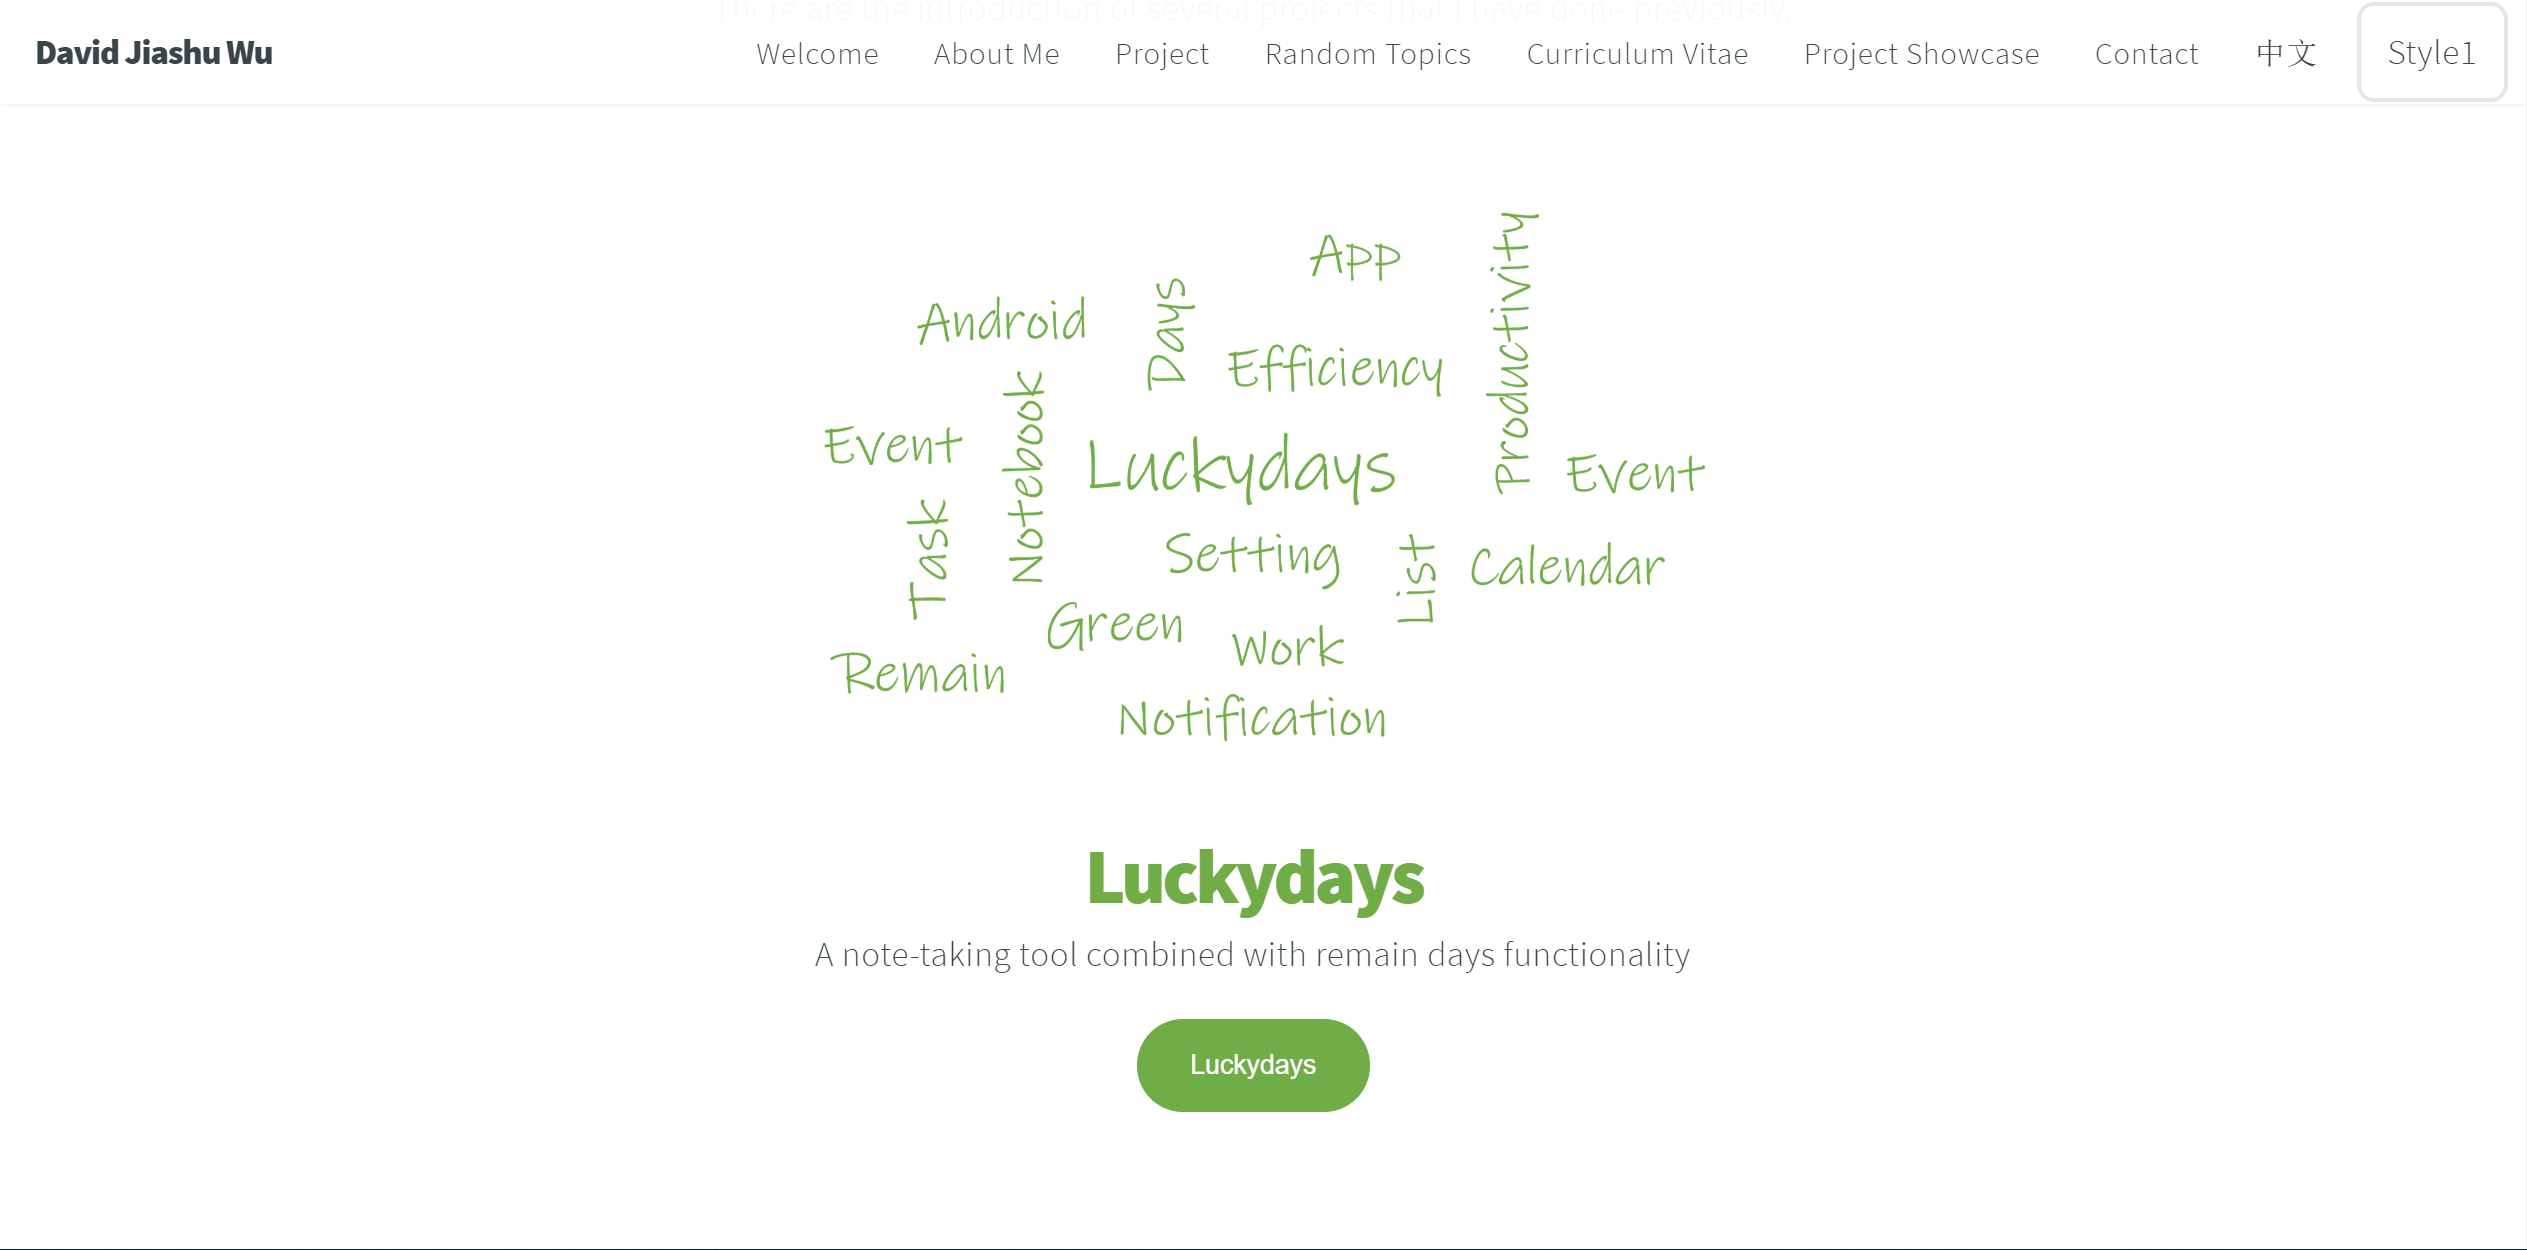 There are the introduction of several projects that I have done previously.
David Jiashu Wu
Welcome
About Me
Project
Random Topics
Curriculum Vitae
Project Showcase
Contact
中文
Style1
App
Productivity
Days
Android
Efficiency
Notebook
Event
Luckydays
Event
Task
Setting
List
Calendar
Green
Work
Remain
Notification
Luckydays
A note-taking tool combined with remain days functionality
Luckydays